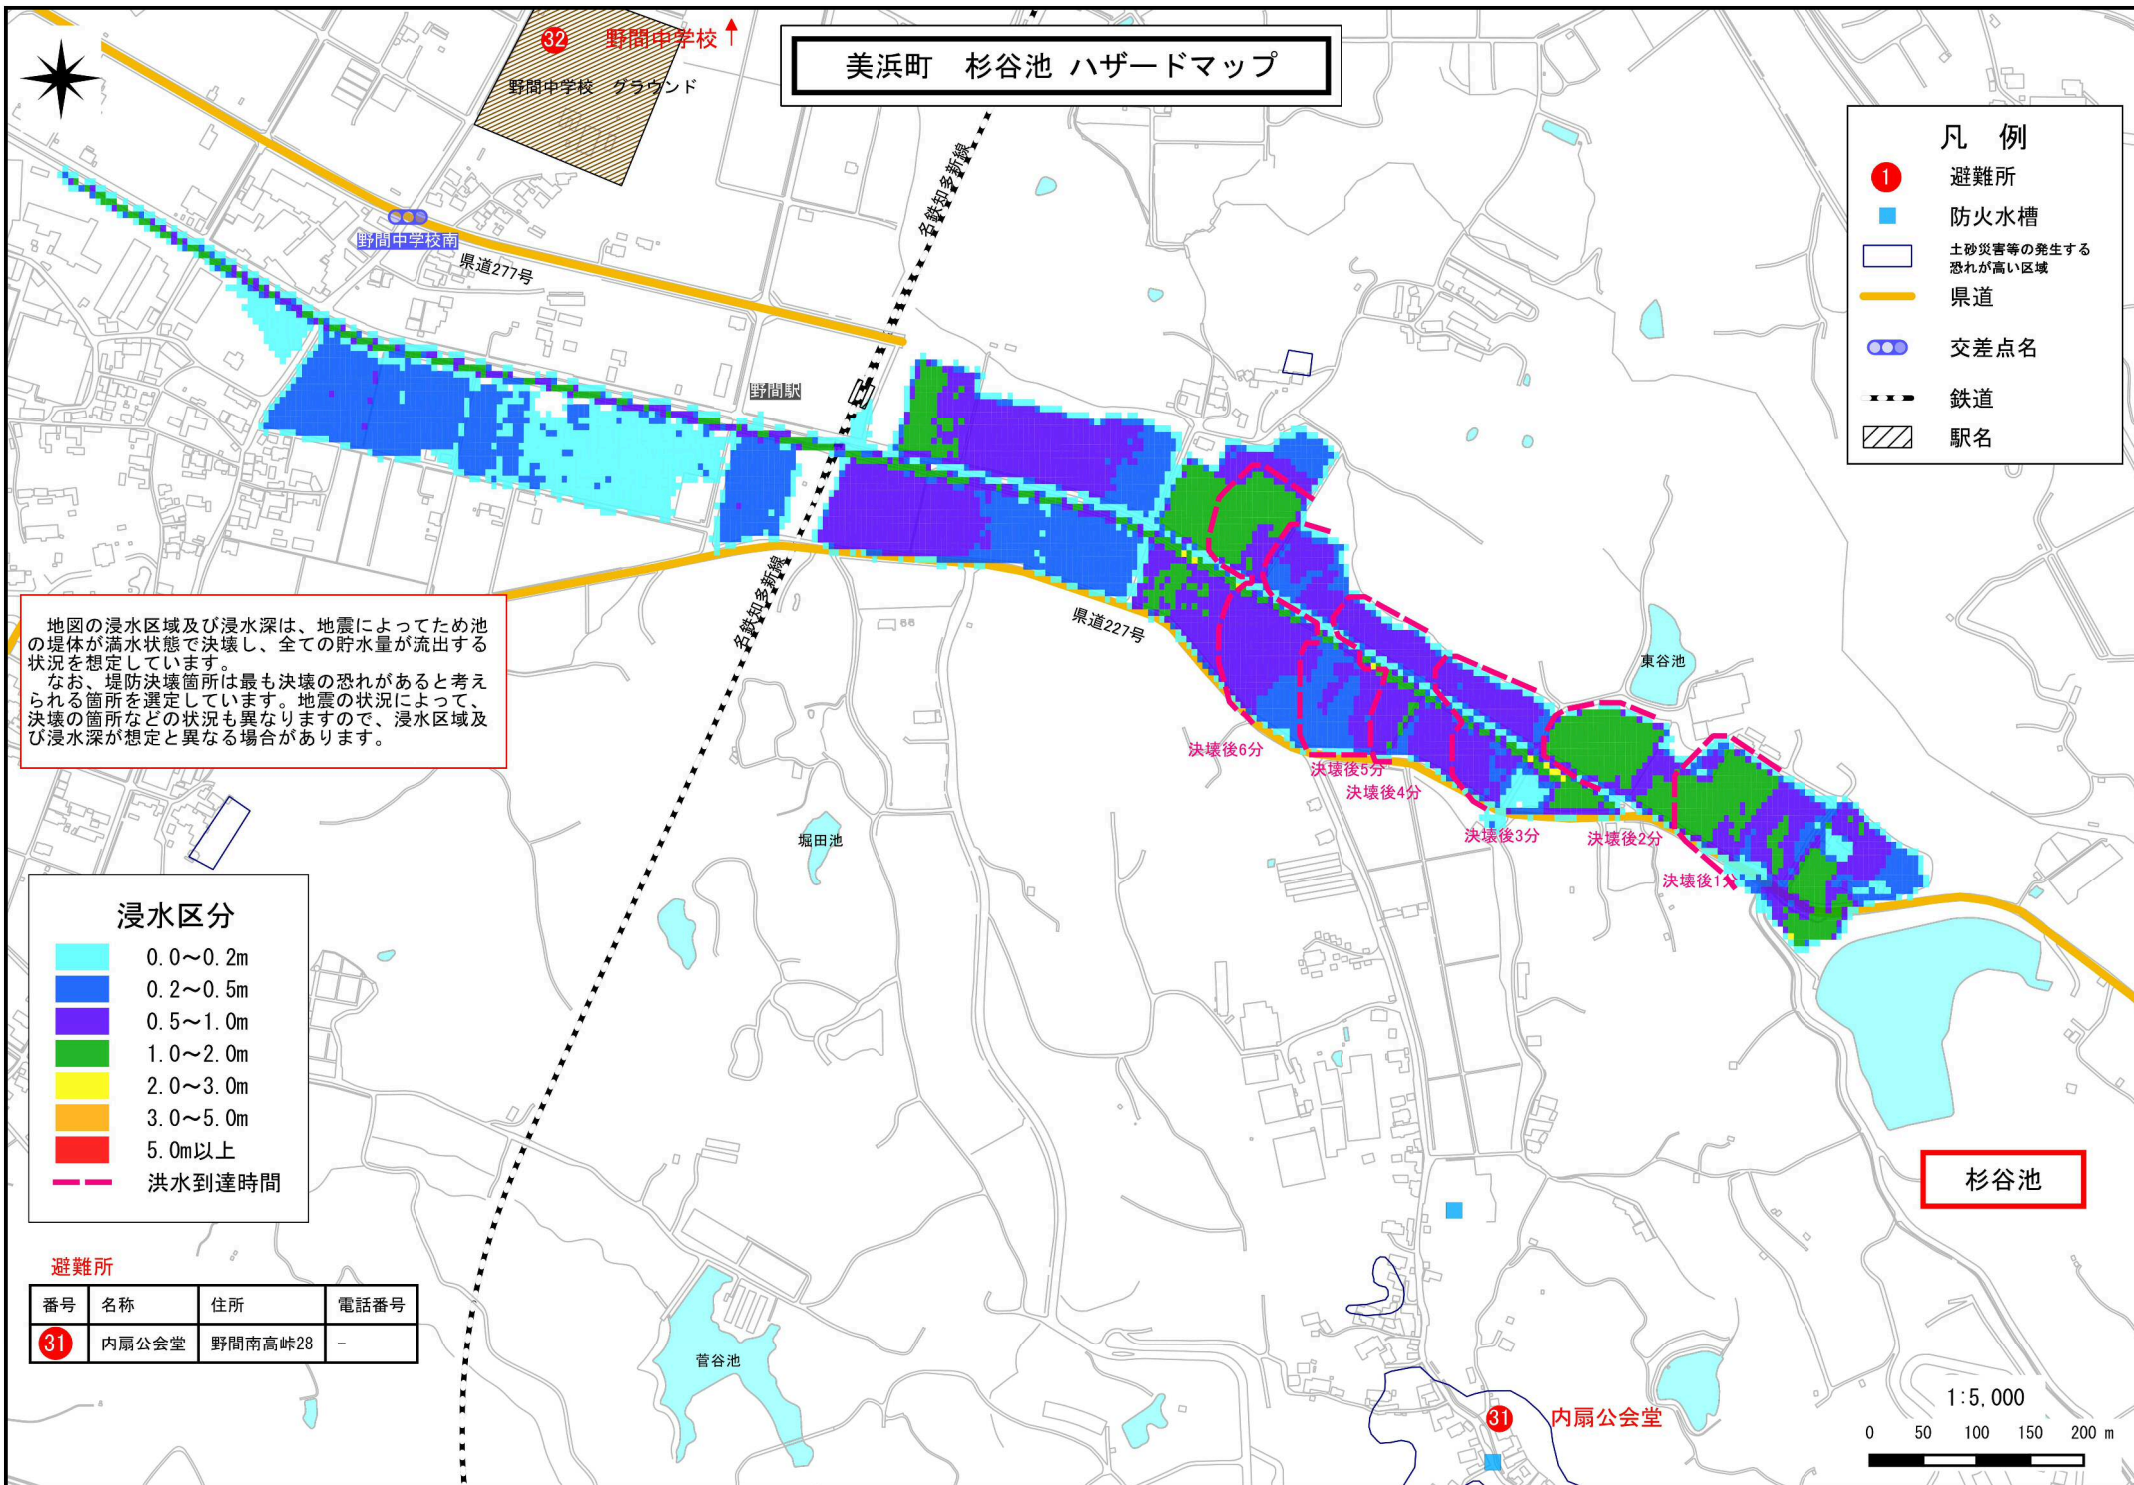 美浜町　杉谷池 ハザードマップ
32 野間中学校
野間中学校　グラウンド
野間中学校南
県道277号
名鉄知多新線
野間駅
凡　例
1 避難所
防火水槽
土砂災害等の発生する
恐れが高い区域
県道
交差点名
鉄道
駅名
地図の浸水区域及び浸水深は、地震によってため池
の堤体が満水状態で決壊し、全ての貯水量が流出する
状況を想定しています。
なお、堤防決壊箇所は最も決壊の恐れがあると考え
られる箇所を選定しています。地震の状況によって、
決壊の箇所などの状況も異なりますので、浸水区域及
び浸水深が想定と異なる場合があります。
名鉄知多新線
県道227号
東谷池
決壊後6分
決壊後5分
決壊後4分
決壊後3分
決壊後2分
決壊後1分
堀田池
浸水区分
0.0～0.2m
0.2～0.5m
0.5～1.0m
1.0～2.0m
2.0～3.0m
3.0～5.0m
5.0m以上
洪水到達時間
杉谷池
避難所
番号 名称 住所 電話番号
31 内扇公会堂 野間南高峠28 －
菅谷池
31 内扇公会堂
1:5,000
0 50 100 150 200 m